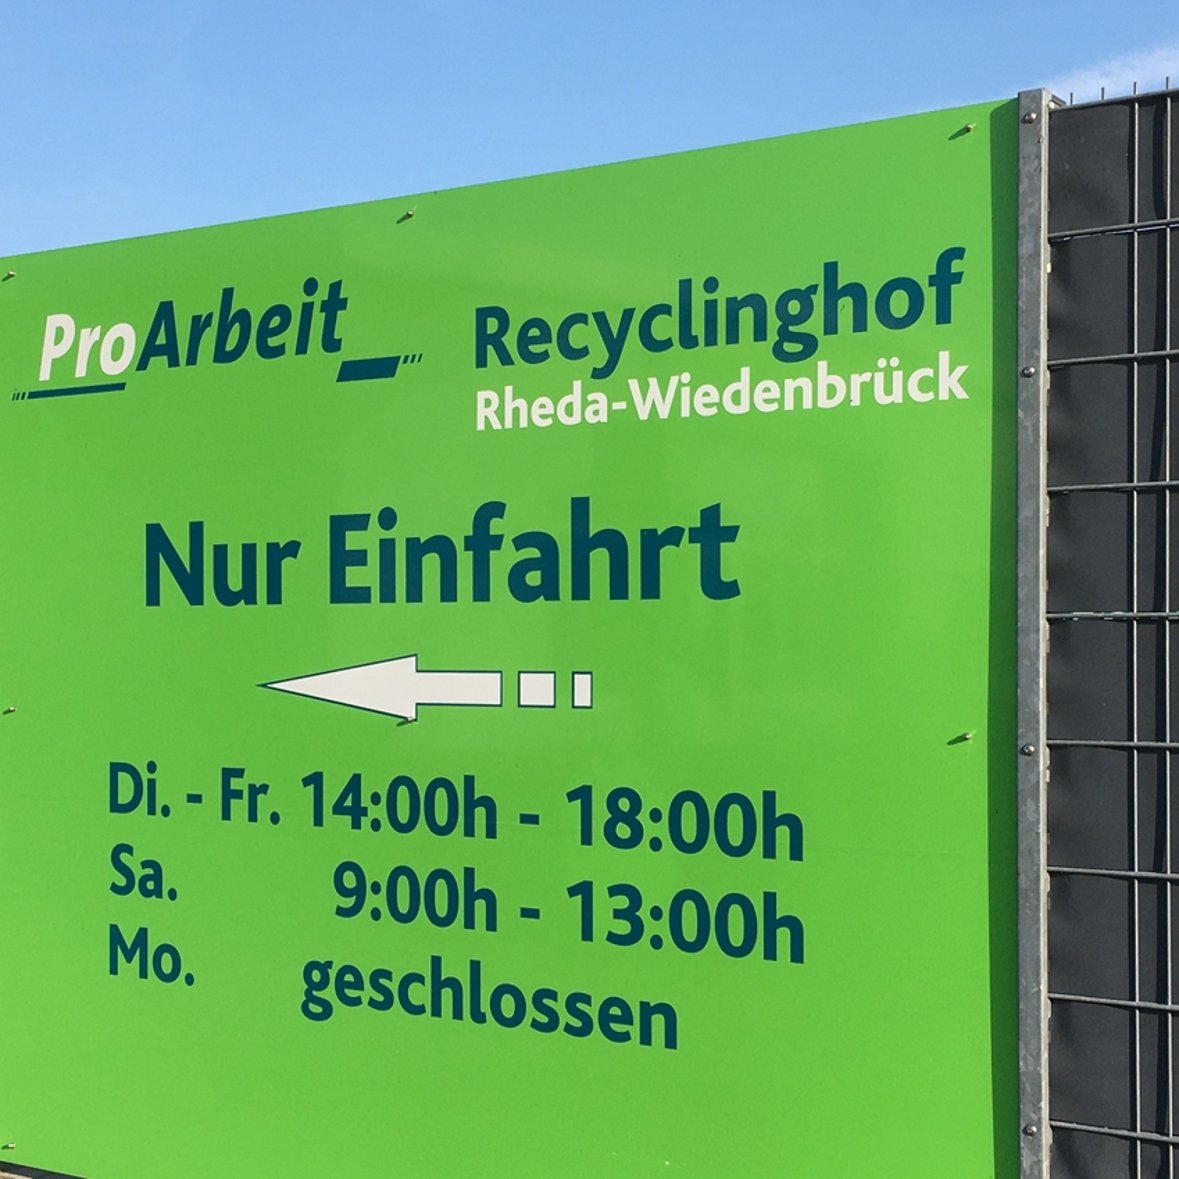 ProArbeit
Recyclinghof
Rheda-Wiedenbrück
Nur Einfahrt
Di. - Fr. 14:00h - 18:00h
Sa. 9:00h - 13:00h
Mo. geschlossen